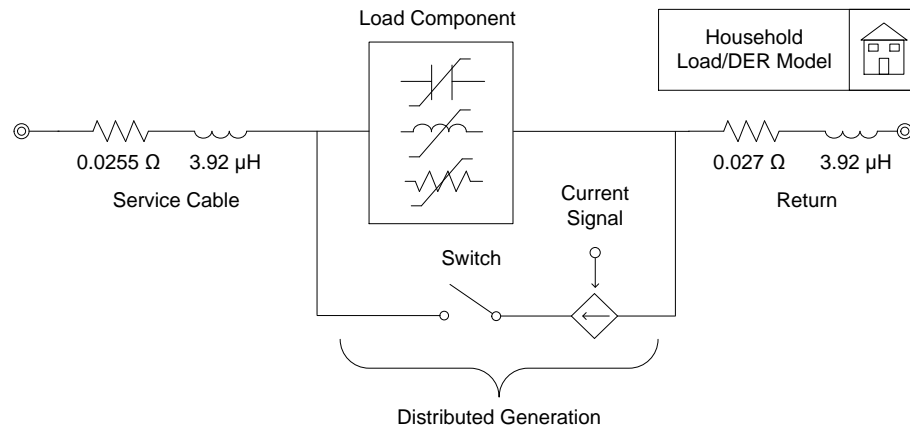 Load Component
Household
Load/DER Model
0.0255 Ω
3.92 µH
Service Cable
0.027 Ω
3.92 µH
Return
Current
Signal
Switch
Distributed Generation